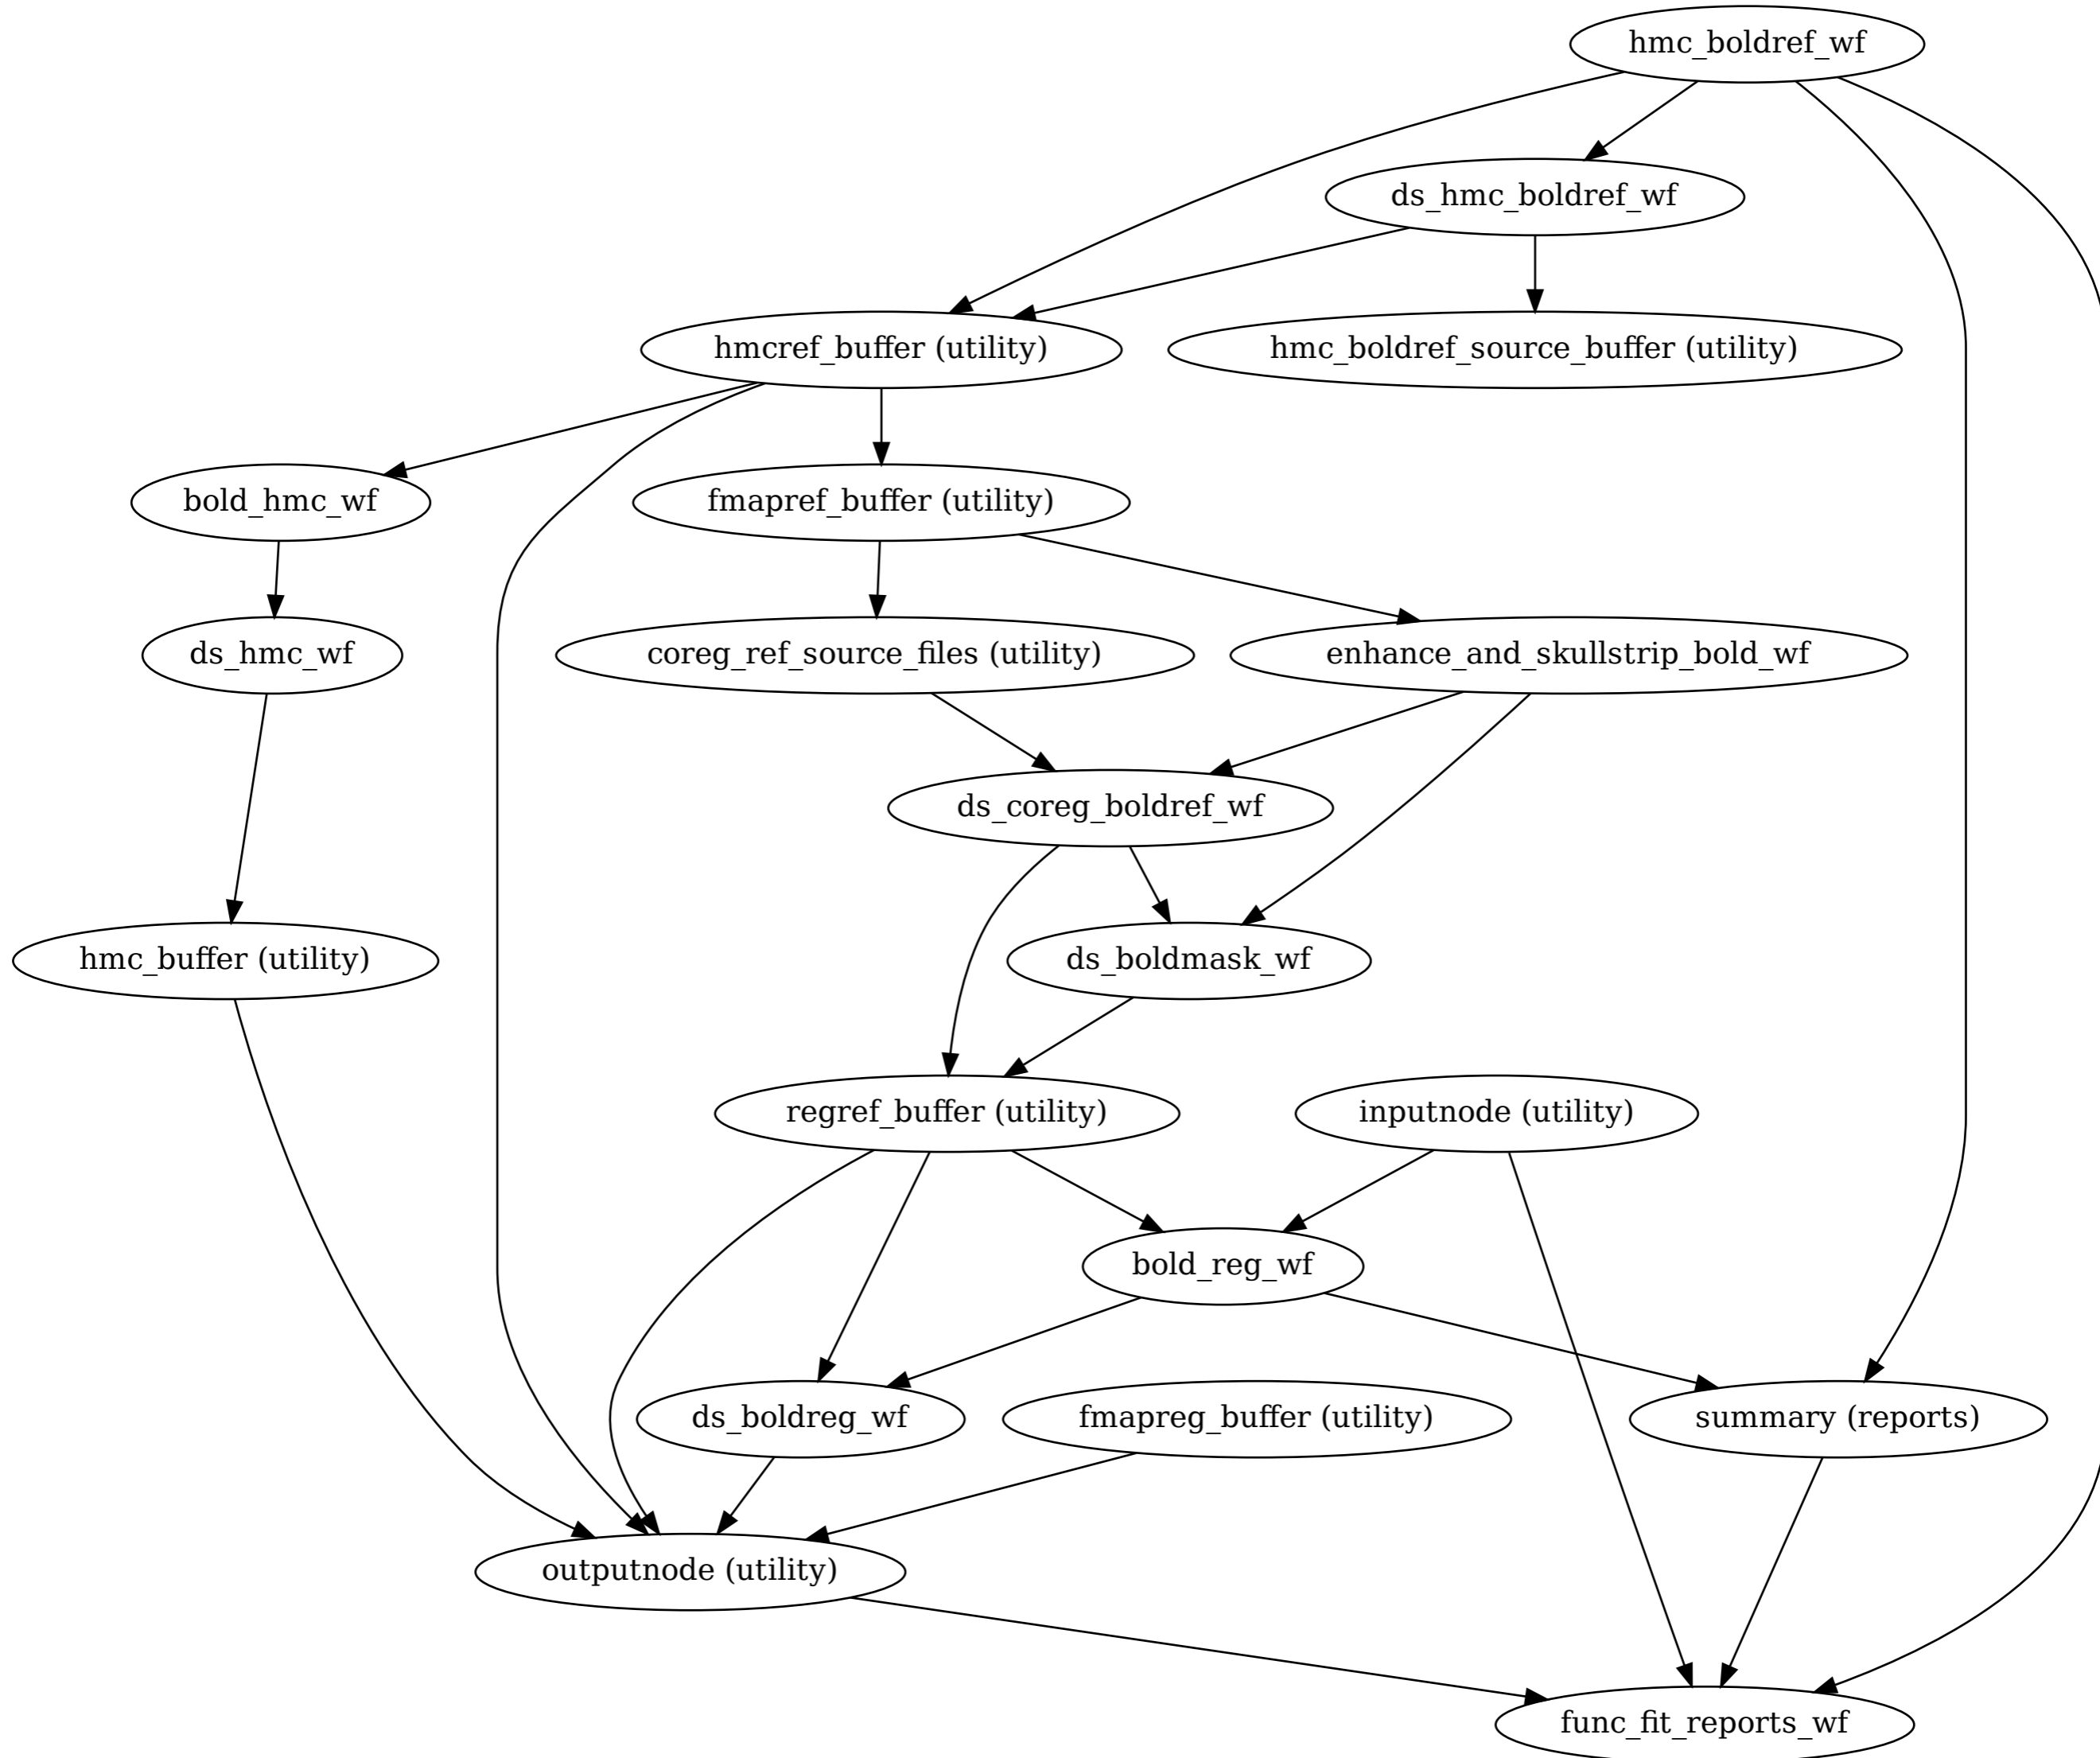 hmc_boldref_wf
ds_hmc_boldref_wf
hmcref_buffer (utility)
hmc_boldref_source_buffer (utility)
bold_hmc_wf
fmapref_buffer (utility)
ds_hmc_wf
coreg_ref_source_files (utility)
enhance_and_skullstrip_bold_wf
ds_coreg_boldref_wf
hmc_buffer (utility)
ds_boldmask_wf
regref_buffer (utility)
inputnode (utility)
bold_reg_wf
ds_boldreg_wf
fmapreg_buffer (utility)
summary (reports)
outputnode (utility)
func_fit_reports_wf